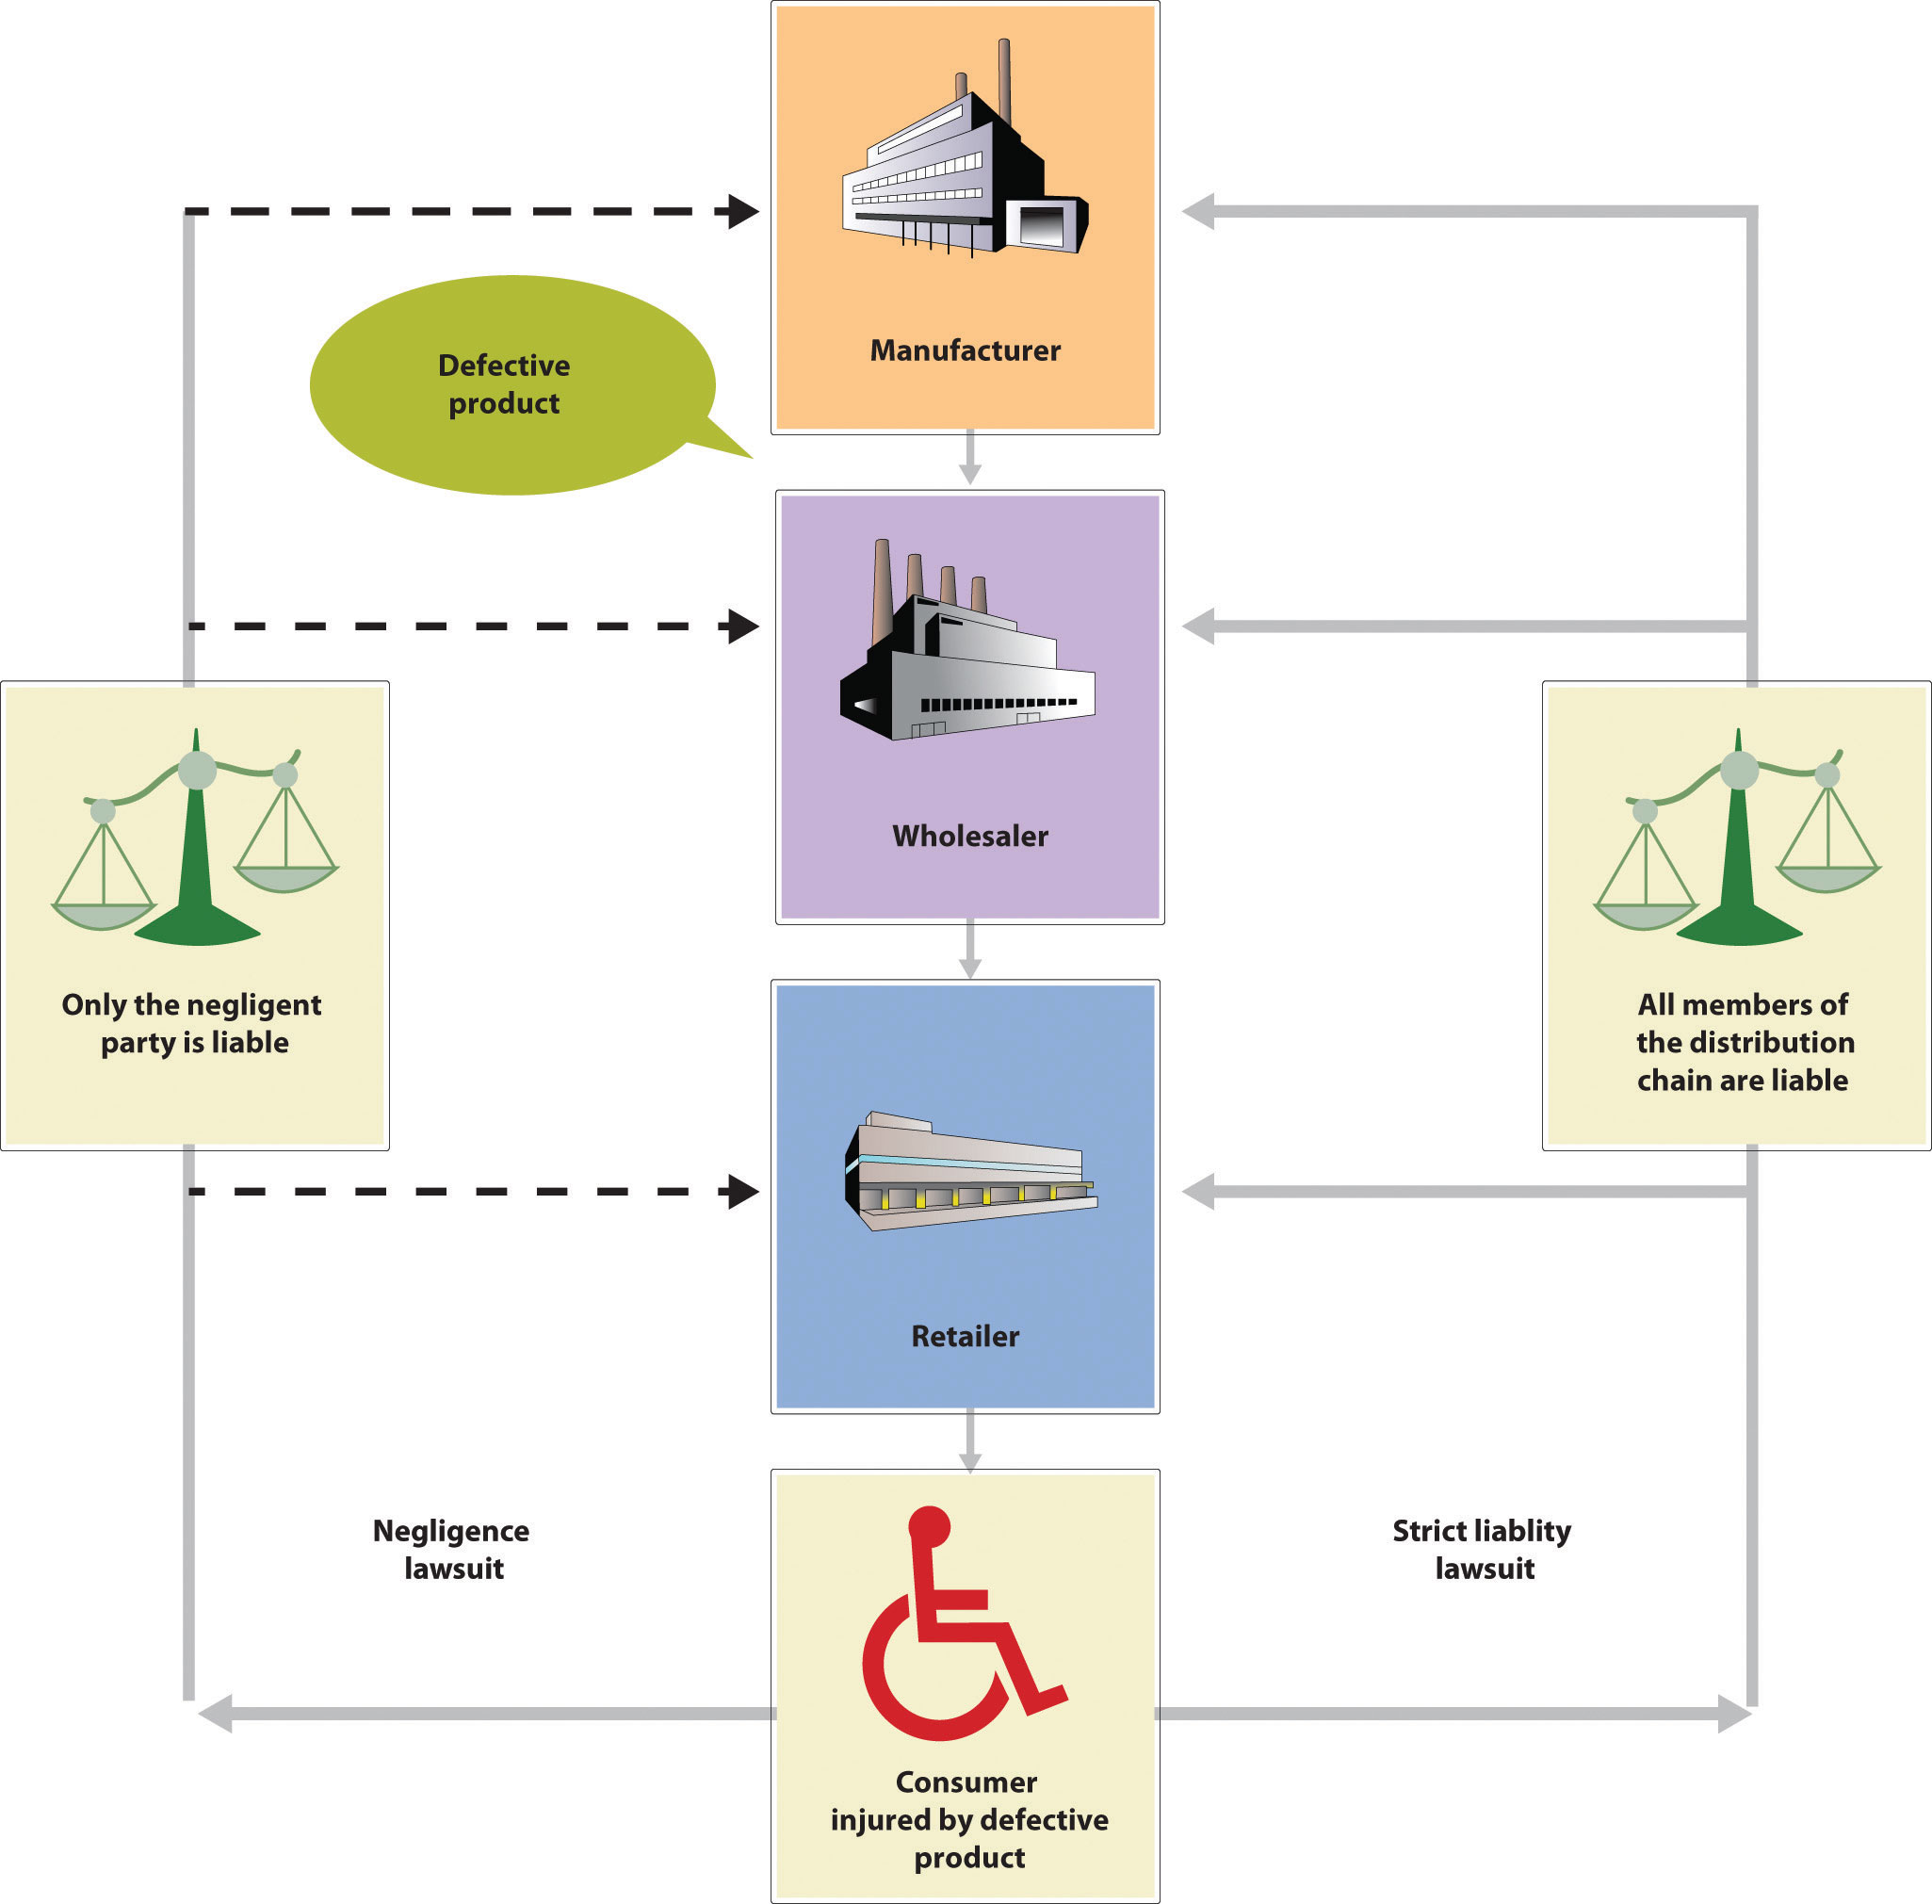 Manufacturer
Defective
product
Wholesaler
Only the negligent
party is liable
All members of
the distribution
chain are liable
Retailer
Negligence
lawsuit
Strict liablity
lawsuit
Consumer
injured by defective
product